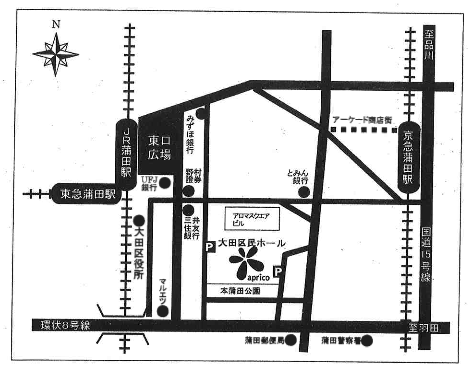 N
至品川
アーケード商店街
みずほ銀行
JR蒲田駅
東口
広場
京急蒲田駅
野村
證券
とみん
銀行
UFJ
銀行
東急蒲田駅
三井
住友
銀行
アロマスクエア
ビル
大田区役所
P
大田区民ホール
aprico
P
国道15号線
本蒲田公園
マルエツ
環状8号線
至羽田
蒲田郵便局
蒲田警察署